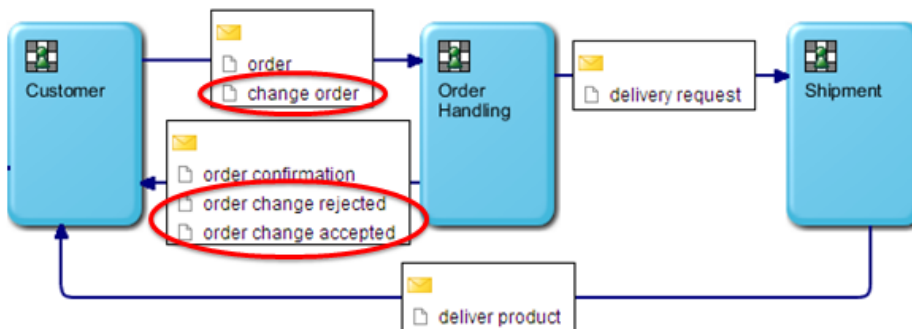 Customer
order
change order
Order
Handling
delivery request
Shipment
order confirmation
order change rejected
order change accepted
deliver product